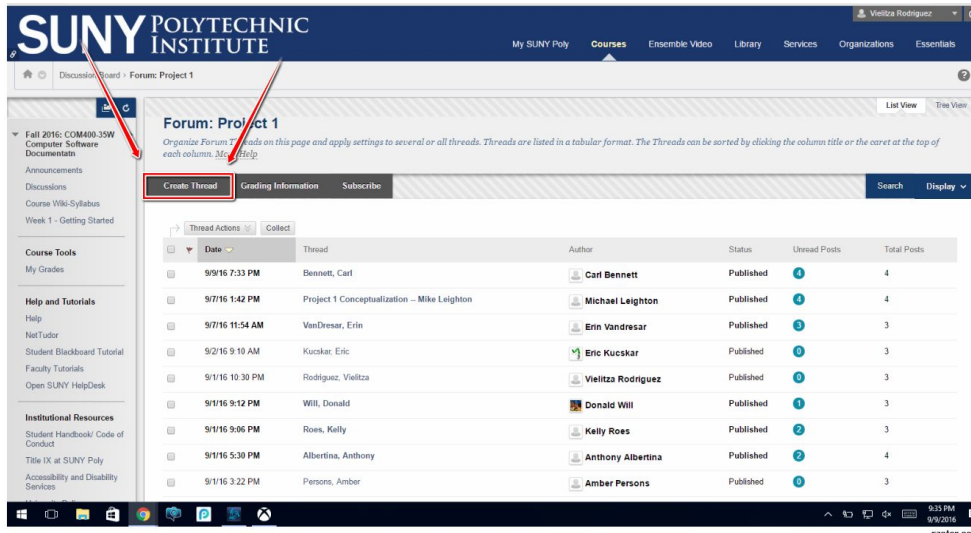 SUNY POLYTECHNIC
INSTITUTE
Vielitza Rodriguez
My SUNY Poly Courses Ensemble Video Library Services Organizations Essentials
Discussion Board Forum: Project 1
List View Tree View
Fall 2016: COM400-35W
Computer Software
Documentatn
Announcements
Discussions
Course Wiki-Syllabus
Week 1 - Getting Started
Course Tools
My Grades
Help and Tutorials
Help
NetTudor
Student Blackboard Tutorial
Faculty Tutorials
Open SUNY HelpDesk
Institutional Resources
Student Handbook/ Code of
Conduct
Title IX at SUNY Poly
Accessibility and Disability
Services
Forum: Project 1
Organize Forum Threads on this page and apply settings to several or all threads. Threads are listed in a tabular format. The Threads can be sorted by clicking the column title or the caret at the top of
each column. More Help
Create Thread Grading Information Subscribe Search Display
Thread Actions Collect
Date Thread Author Status Unread Posts Total Posts
9/9/16 7:33 PM Bennett, Carl Carl Bennett Published 4 4
9/7/16 1:42 PM Project 1 Conceptualization -- Mike Leighton Michael Leighton Published 4 4
9/7/16 11:54 AM VanDresar, Erin Erin Vandresar Published 3 3
9/2/16 9:10 AM Kucskar, Eric Eric Kucskar Published 0 3
9/1/16 10:30 PM Rodriguez, Vielitza Vielitza Rodriguez Published 0 3
9/1/16 9:12 PM Will, Donald Donald Will Published 1 3
9/1/16 9:06 PM Roes, Kelly Kelly Roes Published 2 3
9/1/16 5:30 PM Albertina, Anthony Anthony Albertina Published 2 4
9/1/16 3:22 PM Persons, Amber Amber Persons Published 0 3
9:35 PM
9/9/2016